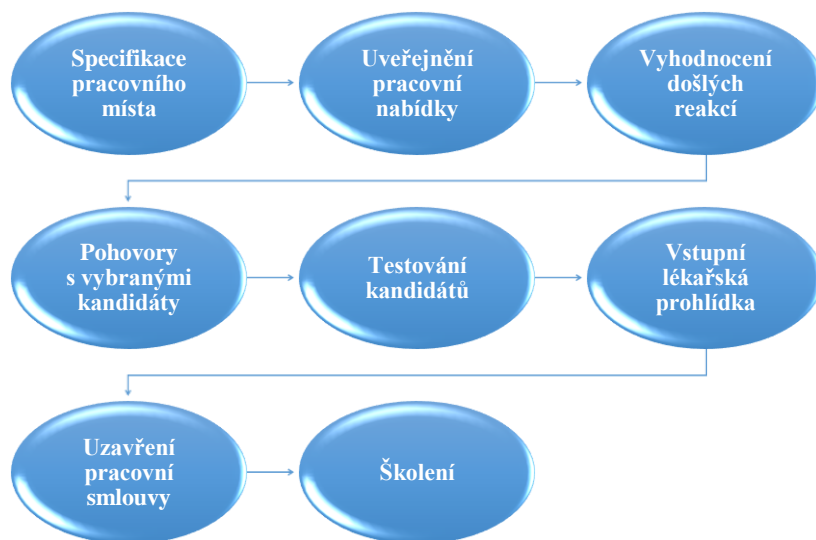 Specifikace
pracovního
místa
Uveřejnění
pracovní
nabídky
Vyhodnocení
došlých
reakcí
Pohovory
s vybranými
kandidáty
Testování
kandidátů
Vstupní
lékařská
prohlídka
Uzavření
pracovní
smlouvy
Školení